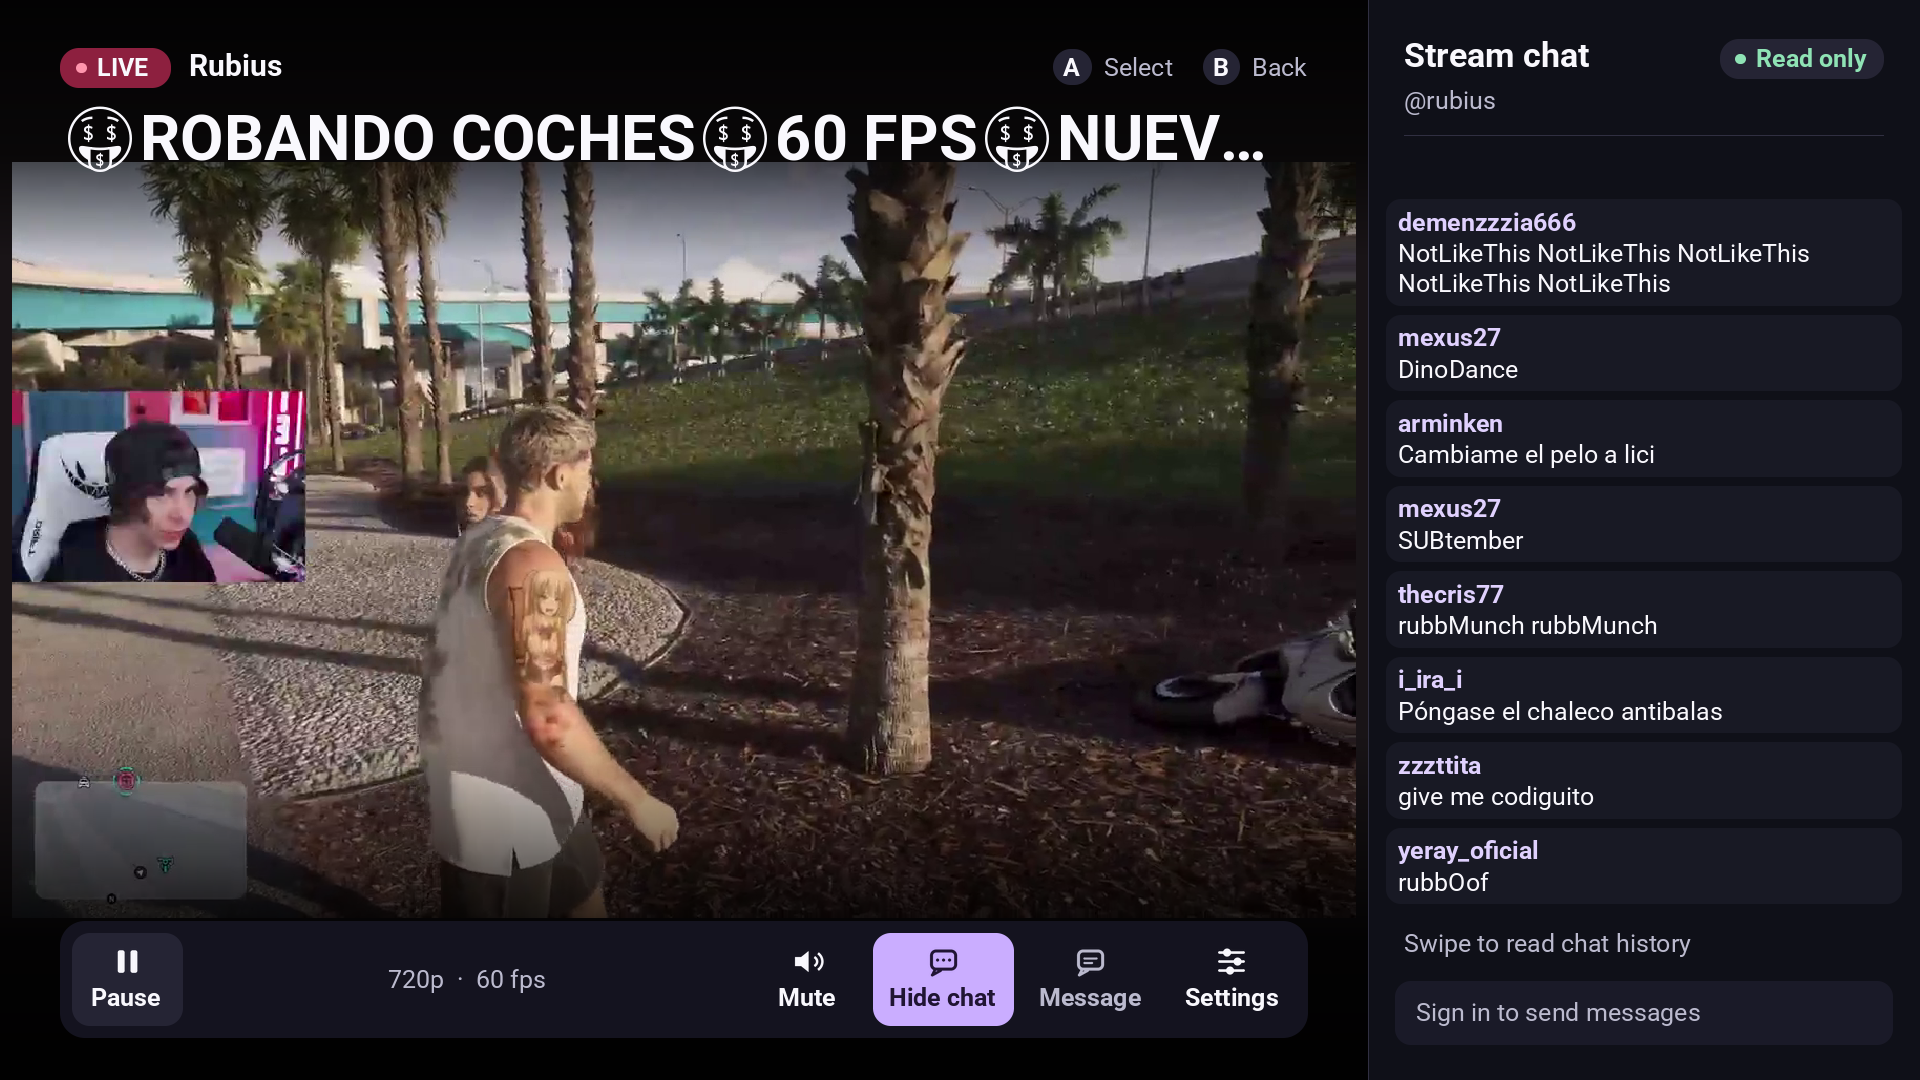 LIVE Rubius
A Select B Back
🤑ROBANDO COCHES🤑60 FPS🤑NUEV…
Pause
720p · 60 fps
Mute
Hide chat
Message
Settings
Stream chat
Read only
@rubius
demenzzzia666
NotLikeThis NotLikeThis NotLikeThis
NotLikeThis NotLikeThis
mexus27
DinoDance
arminken
Cambiame el pelo a lici
mexus27
SUBtember
thecris77
rubbMunch rubbMunch
i_ira_i
Póngase el chaleco antibalas
zzzttita
give me codiguito
yeray_oficial
rubbOof
Swipe to read chat history
Sign in to send messages